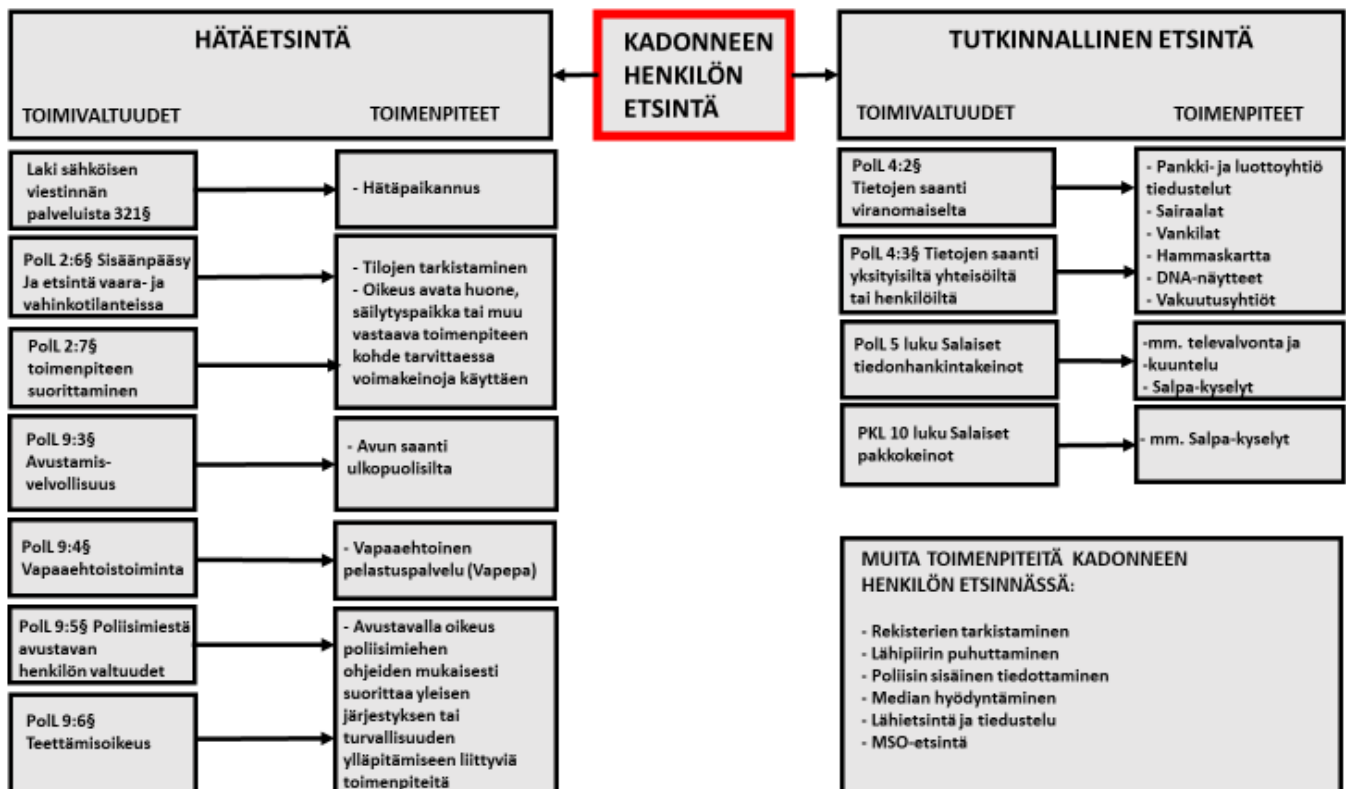 HÄTÄETSINTÄ
TOIMIVALTUUDET
TOIMENPITEET
KADONNEEN
HENKILÖN
ETSINTÄ
TUTKINNALLINEN ETSINTÄ
TOIMIVALTUUDET
TOIMENPITEET
Laki sähköisen
viestinnän
palveluista 321§
- Hätäpaikannus
PolL 2:6§ Sisäänpääsy
Ja etsintä vaara- ja
vahinkotilanteissa
PolL 2:7§
toimenpiteen
suorittaminen
- Tilojen tarkistaminen
- Oikeus avata huone,
säilytyspaikka tai muu
vastaava toimenpiteen
kohde tarvittaessa
voimakeinoja käyttäen
PolL 9:3§
Avustamis-
velvollisuus
- Avun saanti
ulkopuolisilta
PolL 9:4§
Vapaaehtoistoiminta
- Vapaaehtoinen
pelastuspalvelu (Vapepa)
PolL 9:5§ Poliisimiestä
avustavan
henkilön valtuudet
PolL 9:6§
Teettämisoikeus
- Avustavalla oikeus
poliisimiehen
ohjeiden mukaisesti
suorittaa yleisen
järjestyksen tai
turvallisuuden
ylläpitämiseen liittyviä
toimenpiteitä
PolL 4:2§
Tietojen saanti
viranomaiselta
PolL 4:3§ Tietojen saanti
yksityisiltä yhteisöiltä
tai henkilöiltä
- Pankki- ja luottoyhtiö
tiedustelut
- Sairaalat
- Vankilat
- Hammaskartta
- DNA-näytteet
- Vakuutusyhtiöt
PolL 5 luku Salaiset
tiedonhankintakeinot
-mm. televalvonta ja
-kuuntelu
- Salpa-kyselyt
PKL 10 luku Salaiset
pakkokeinot
- mm. Salpa-kyselyt
MUITA TOIMENPITEITÄ KADONNEEN
HENKILÖN ETSINNÄSSÄ:
- Rekisterien tarkistaminen
- Lähipiirin puhuttaminen
- Poliisin sisäinen tiedottaminen
- Median hyödyntäminen
- Lähietsintä ja tiedustelu
- MSO-etsintä